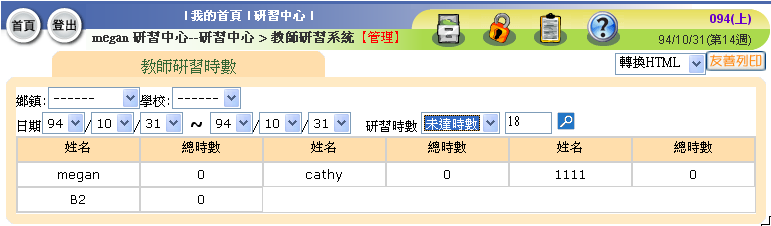 首頁 登出 | 我的首頁 | 研習中心 | 094(上)
megan 研習中心--研習中心 > 教師研習系統【管理】 94/10/31(第14週)
教師研習時數 轉換HTML 友善列印
鄉鎮: ------ 學校: ------
日期 94 / 10 / 31 ~ 94 / 10 / 31 研習時數 未達時數 18
姓名 總時數 姓名 總時數 姓名 總時數
megan 0 cathy 0 1111 0
B2 0